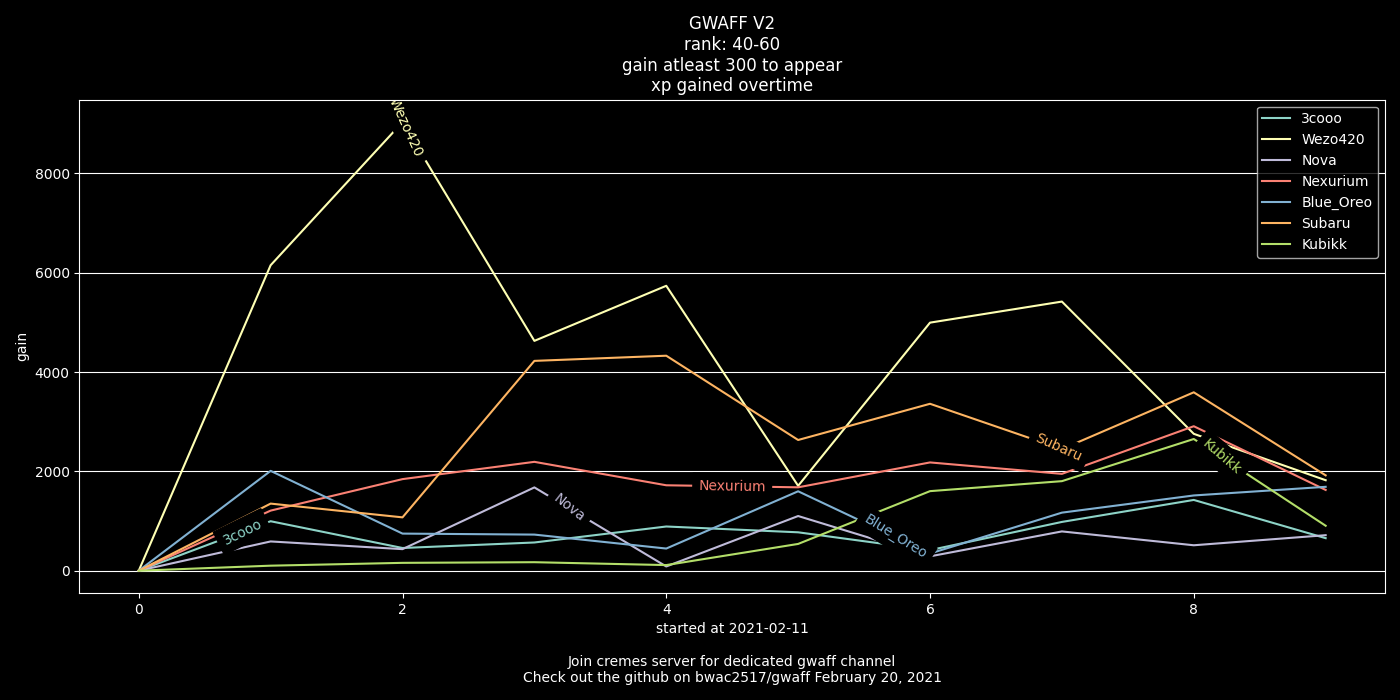 GWAFF V2
rank: 40-60
gain atleast 300 to appear
xp gained overtime
3cooo
Wezo420
Nova
Nexurium
Blue_Oreo
Subaru
Kubikk
Wezo420
Subaru
Kubikk
Nexurium
Nova
3cooo
Blue_Oreo
gain
8000
6000
4000
2000
0
0 2 4 6 8
started at 2021-02-11
Join cremes server for dedicated gwaff channel
Check out the github on bwac2517/gwaff February 20, 2021